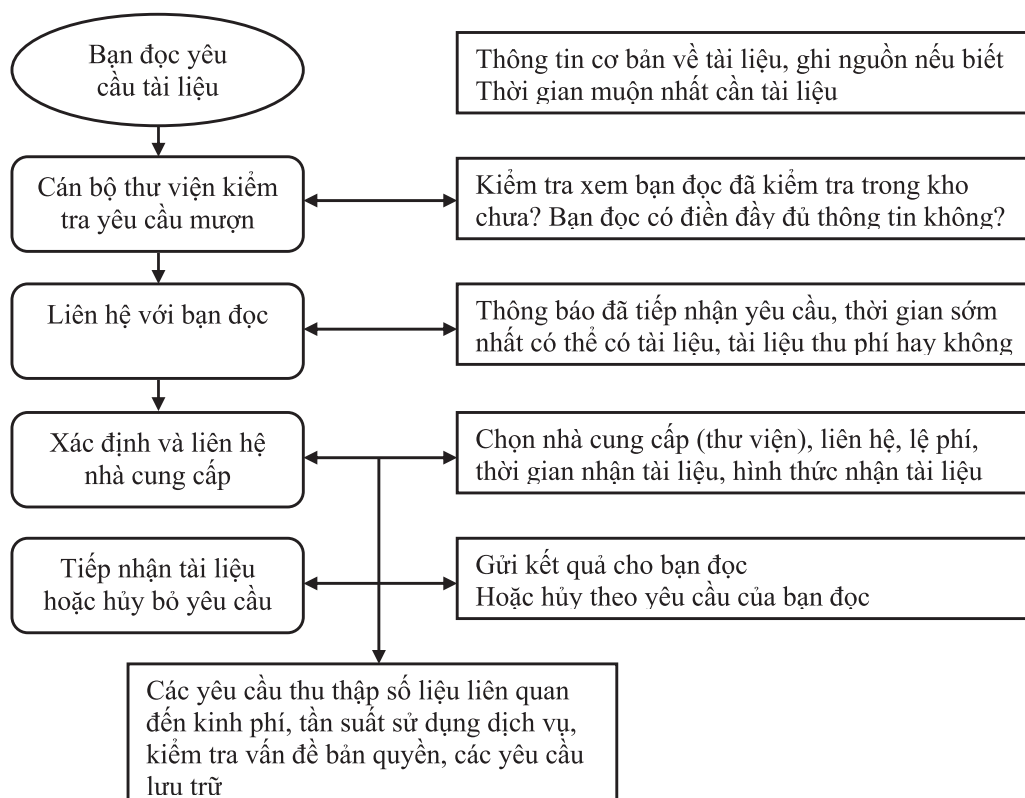 Bạn đọc yêu
cầu tài liệu
Thông tin cơ bản về tài liệu, ghi nguồn nếu biết
Thời gian muộn nhất cần tài liệu
Cán bộ thư viện kiểm
tra yêu cầu mượn
Kiểm tra xem bạn đọc đã kiểm tra trong kho
chưa? Bạn đọc có điền đầy đủ thông tin không?
Liên hệ với bạn đọc
Thông báo đã tiếp nhận yêu cầu, thời gian sớm
nhất có thể có tài liệu, tài liệu thu phí hay không
Xác định và liên hệ
nhà cung cấp
Chọn nhà cung cấp (thư viện), liên hệ, lệ phí,
thời gian nhận tài liệu, hình thức nhận tài liệu
Tiếp nhận tài liệu
hoặc hủy bỏ yêu cầu
Gửi kết quả cho bạn đọc
Hoặc hủy theo yêu cầu của bạn đọc
Các yêu cầu thu thập số liệu liên quan
đến kinh phí, tần suất sử dụng dịch vụ,
kiểm tra vấn đề bản quyền, các yêu cầu
lưu trữ